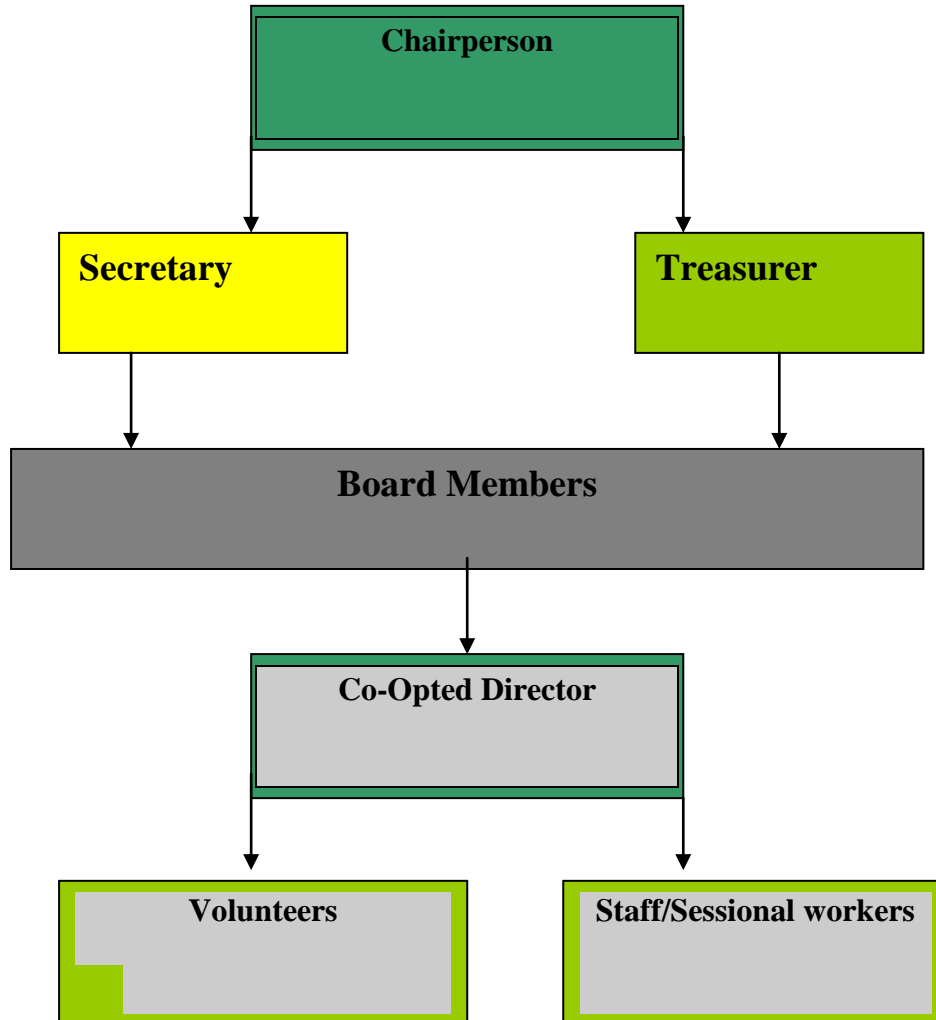 Chairperson
Secretary
Treasurer
Board Members
Co-Opted Director
Volunteers
Staff/Sessional workers